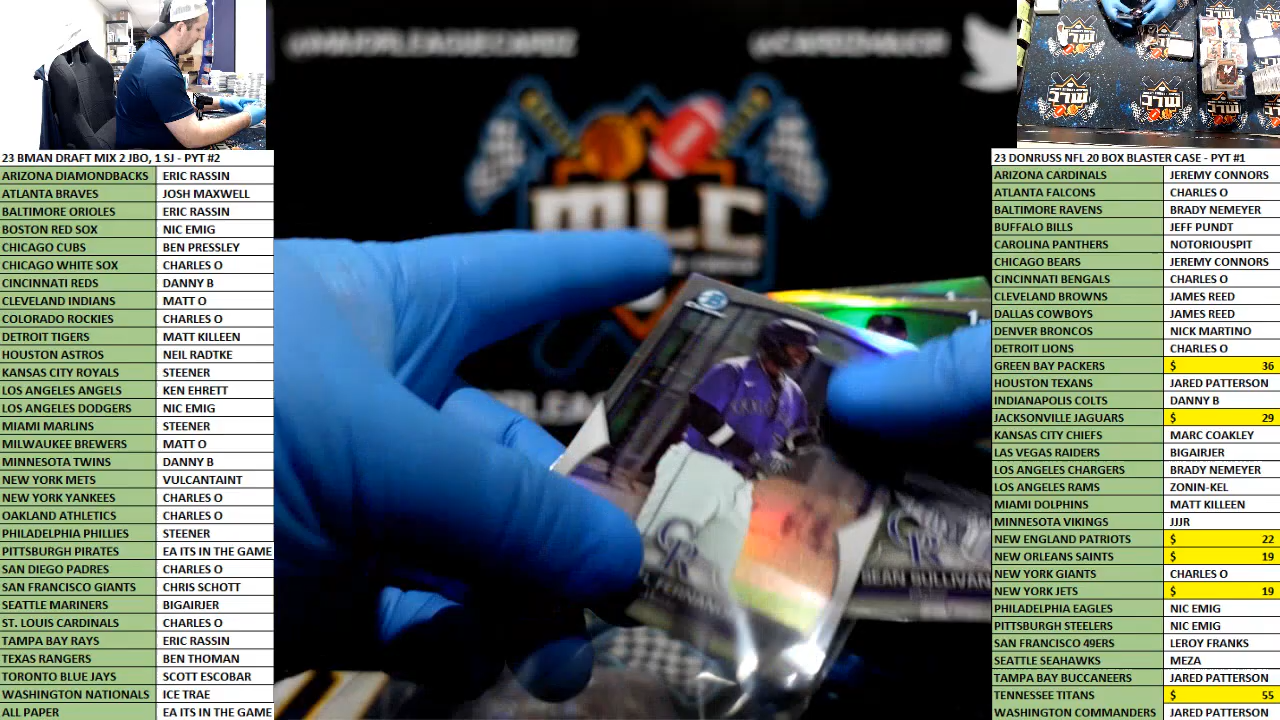 23 BMAN DRAFT MIX 2 JBO, 1 SJ - PYT #2
ARIZONA DIAMONDBACKS ERIC RASSIN
ATLANTA BRAVES JOSH MAXWELL
BALTIMORE ORIOLES ERIC RASSIN
BOSTON RED SOX NIC EMIG
CHICAGO CUBS BEN PRESSLEY
CHICAGO WHITE SOX CHARLES O
CINCINNATI REDS DANNY B
CLEVELAND INDIANS MATT O
COLORADO ROCKIES CHARLES O
DETROIT TIGERS MATT KILLEEN
HOUSTON ASTROS NEIL RADTKE
KANSAS CITY ROYALS STEENER
LOS ANGELES ANGELS KEN EHRETT
LOS ANGELES DODGERS NIC EMIG
MIAMI MARLINS STEENER
MILWAUKEE BREWERS MATT O
MINNESOTA TWINS DANNY B
NEW YORK METS VULCANTAINT
NEW YORK YANKEES CHARLES O
OAKLAND ATHLETICS CHARLES O
PHILADELPHIA PHILLIES STEENER
PITTSBURGH PIRATES EA ITS IN THE GAME
SAN DIEGO PADRES CHARLES O
SAN FRANCISCO GIANTS CHRIS SCHOTT
SEATTLE MARINERS BIGAIRJER
ST. LOUIS CARDINALS CHARLES O
TAMPA BAY RAYS ERIC RASSIN
TEXAS RANGERS BEN THOMAN
TORONTO BLUE JAYS SCOTT ESCOBAR
WASHINGTON NATIONALS ICE TRAE
ALL PAPER EA ITS IN THE GAME
MLC
SULLIVAN
23 DONRUSS NFL 20 BOX BLASTER CASE - PYT #1
ARIZONA CARDINALS JEREMY CONNORS
ATLANTA FALCONS CHARLES O
BALTIMORE RAVENS BRADY NEMEYER
BUFFALO BILLS JEFF PUNDT
CAROLINA PANTHERS NOTORIOUSPIT
CHICAGO BEARS JEREMY CONNORS
CINCINNATI BENGALS CHARLES O
CLEVELAND BROWNS JAMES REED
DALLAS COWBOYS JAMES REED
DENVER BRONCOS NICK MARTINO
DETROIT LIONS CHARLES O
GREEN BAY PACKERS $ 36
HOUSTON TEXANS JARED PATTERSON
INDIANAPOLIS COLTS DANNY B
JACKSONVILLE JAGUARS $ 29
KANSAS CITY CHIEFS MARC COAKLEY
LAS VEGAS RAIDERS BIGAIRJER
LOS ANGELES CHARGERS BRADY NEMEYER
LOS ANGELES RAMS ZONIN-KEL
MIAMI DOLPHINS MATT KILLEEN
MINNESOTA VIKINGS JJJR
NEW ENGLAND PATRIOTS $ 22
NEW ORLEANS SAINTS $ 19
NEW YORK GIANTS CHARLES O
NEW YORK JETS $ 19
PHILADELPHIA EAGLES NIC EMIG
PITTSBURGH STEELERS NIC EMIG
SAN FRANCISCO 49ERS LEROY FRANKS
SEATTLE SEAHAWKS MEZA
TAMPA BAY BUCCANEERS JARED PATTERSON
TENNESSEE TITANS $ 55
WASHINGTON COMMANDERS JARED PATTERSON